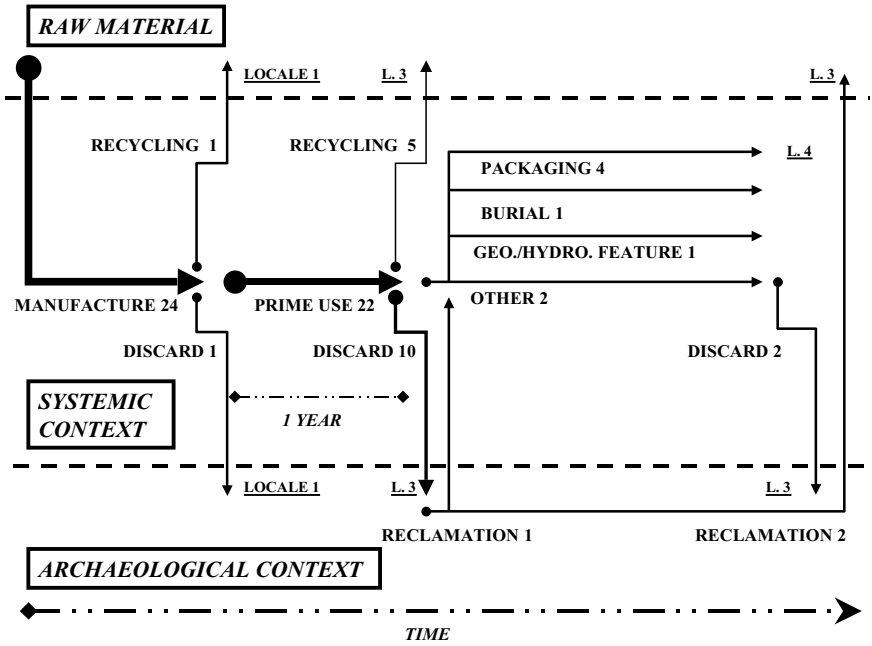 RAW MATERIAL
LOCALE 1
L. 3
L. 3
RECYCLING 1
RECYCLING 5
L. 4
PACKAGING 4
BURIAL 1
GEO./HYDRO. FEATURE 1
MANUFACTURE 24
PRIME USE 22
OTHER 2
DISCARD 1
DISCARD 10
DISCARD 2
SYSTEMIC
CONTEXT
1 YEAR
LOCALE 1
L. 3
L. 3
RECLAMATION 1
RECLAMATION 2
ARCHAEOLOGICAL CONTEXT
TIME